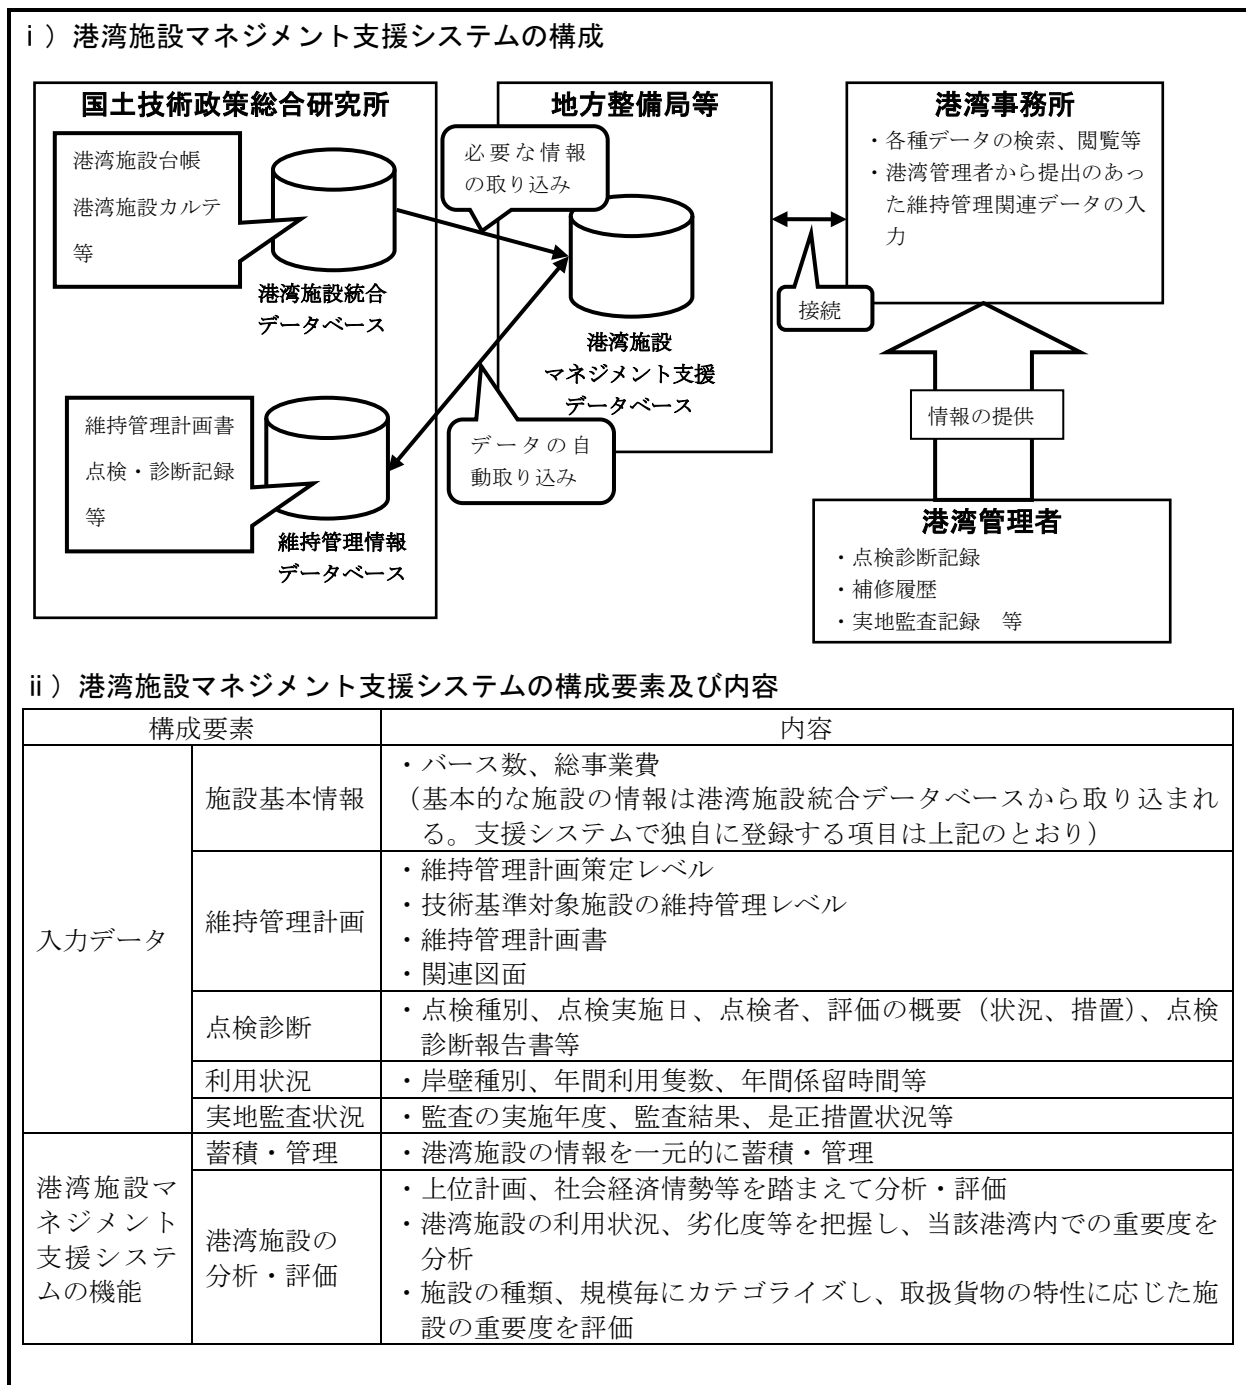 ⅰ）港湾施設マネジメント支援システムの構成
国土技術政策総合研究所
港湾施設台帳
港湾施設カルテ
等
港湾施設統合
データベース
維持管理計画書
点検・診断記録
等
維持管理情報
データベース
地方整備局等
必要な情報
の取り込み
港湾施設
マネジメント支援
データベース
データの自
動取り込み
接続
港湾事務所
・各種データの検索、閲覧等
・港湾管理者から提出のあっ
た維持管理関連データの入
力
情報の提供
港湾管理者
・点検診断記録
・補修履歴
・実地監査記録　等
ⅱ）港湾施設マネジメント支援システムの構成要素及び内容
構成要素 内容
入力データ
施設基本情報
・バース数、総事業費
（基本的な施設の情報は港湾施設統合データベースから取り込まれ
る。支援システムで独自に登録する項目は上記のとおり）
維持管理計画
・維持管理計画策定レベル
・技術基準対象施設の維持管理レベル
・維持管理計画書
・関連図面
点検診断
・点検種別、点検実施日、点検者、評価の概要（状況、措置）、点検
診断報告書等
利用状況
・岸壁種別、年間利用隻数、年間係留時間等
実地監査状況
・監査の実施年度、監査結果、是正措置状況等
港湾施設マ
ネジメント
支援システ
ムの機能
蓄積・管理
・港湾施設の情報を一元的に蓄積・管理
港湾施設の
分析・評価
・上位計画、社会経済情勢等を踏まえて分析・評価
・港湾施設の利用状況、劣化度等を把握し、当該港湾内での重要度を
分析
・施設の種類、規模毎にカテゴライズし、取扱貨物の特性に応じた施
設の重要度を評価